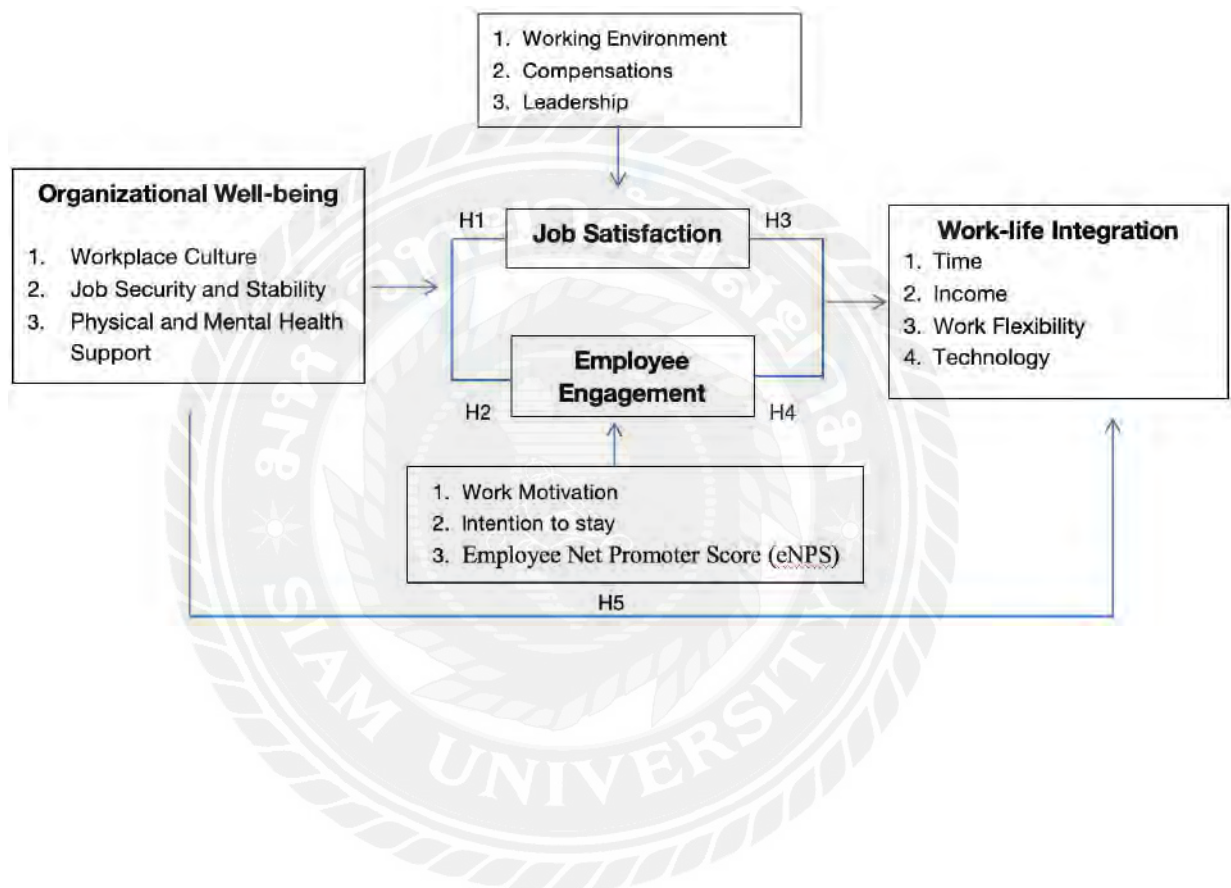 1. Working Environment
2. Compensations
3. Leadership
Organizational Well-being
1. Workplace Culture
2. Job Security and Stability
3. Physical and Mental Health
Support
H1
Job Satisfaction
H3
Work-life Integration
1. Time
2. Income
3. Work Flexibility
4. Technology
Employee
Engagement
H2
H4
1. Work Motivation
2. Intention to stay
3. Employee Net Promoter Score (eNPS)
H5
SIAM UNIVERSITY